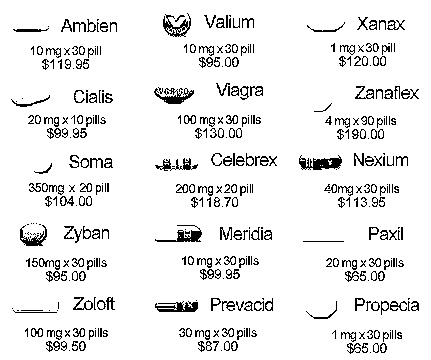 Ambien
Valium
Xanax
10 mg x 30 pill
10 mg x 30 pill
1 mg x 30 pill
$119.95
$95.00
$120.00
Cialis
Viagra
Zanaflex
20 mg x 10 pills
100 mg x 30 pills
4 mg x 90 pills
$99.95
$130.00
$190.00
Soma
Celebrex
Nexium
350mg x 20 pill
200 mg x 20 pill
40mg x 30 pills
$104.00
$118.70
$113.95
Zyban
Meridia
Paxil
150mg x 30 pills
10 mg x 30 pills
20 mg x 30 pills
$95.00
$99.95
$65.00
Zoloft
Prevacid
Propecia
100 mg x 30 pills
30 mg x 30 pills
1 mg x 30 pills
$99.50
$87.00
$65.00